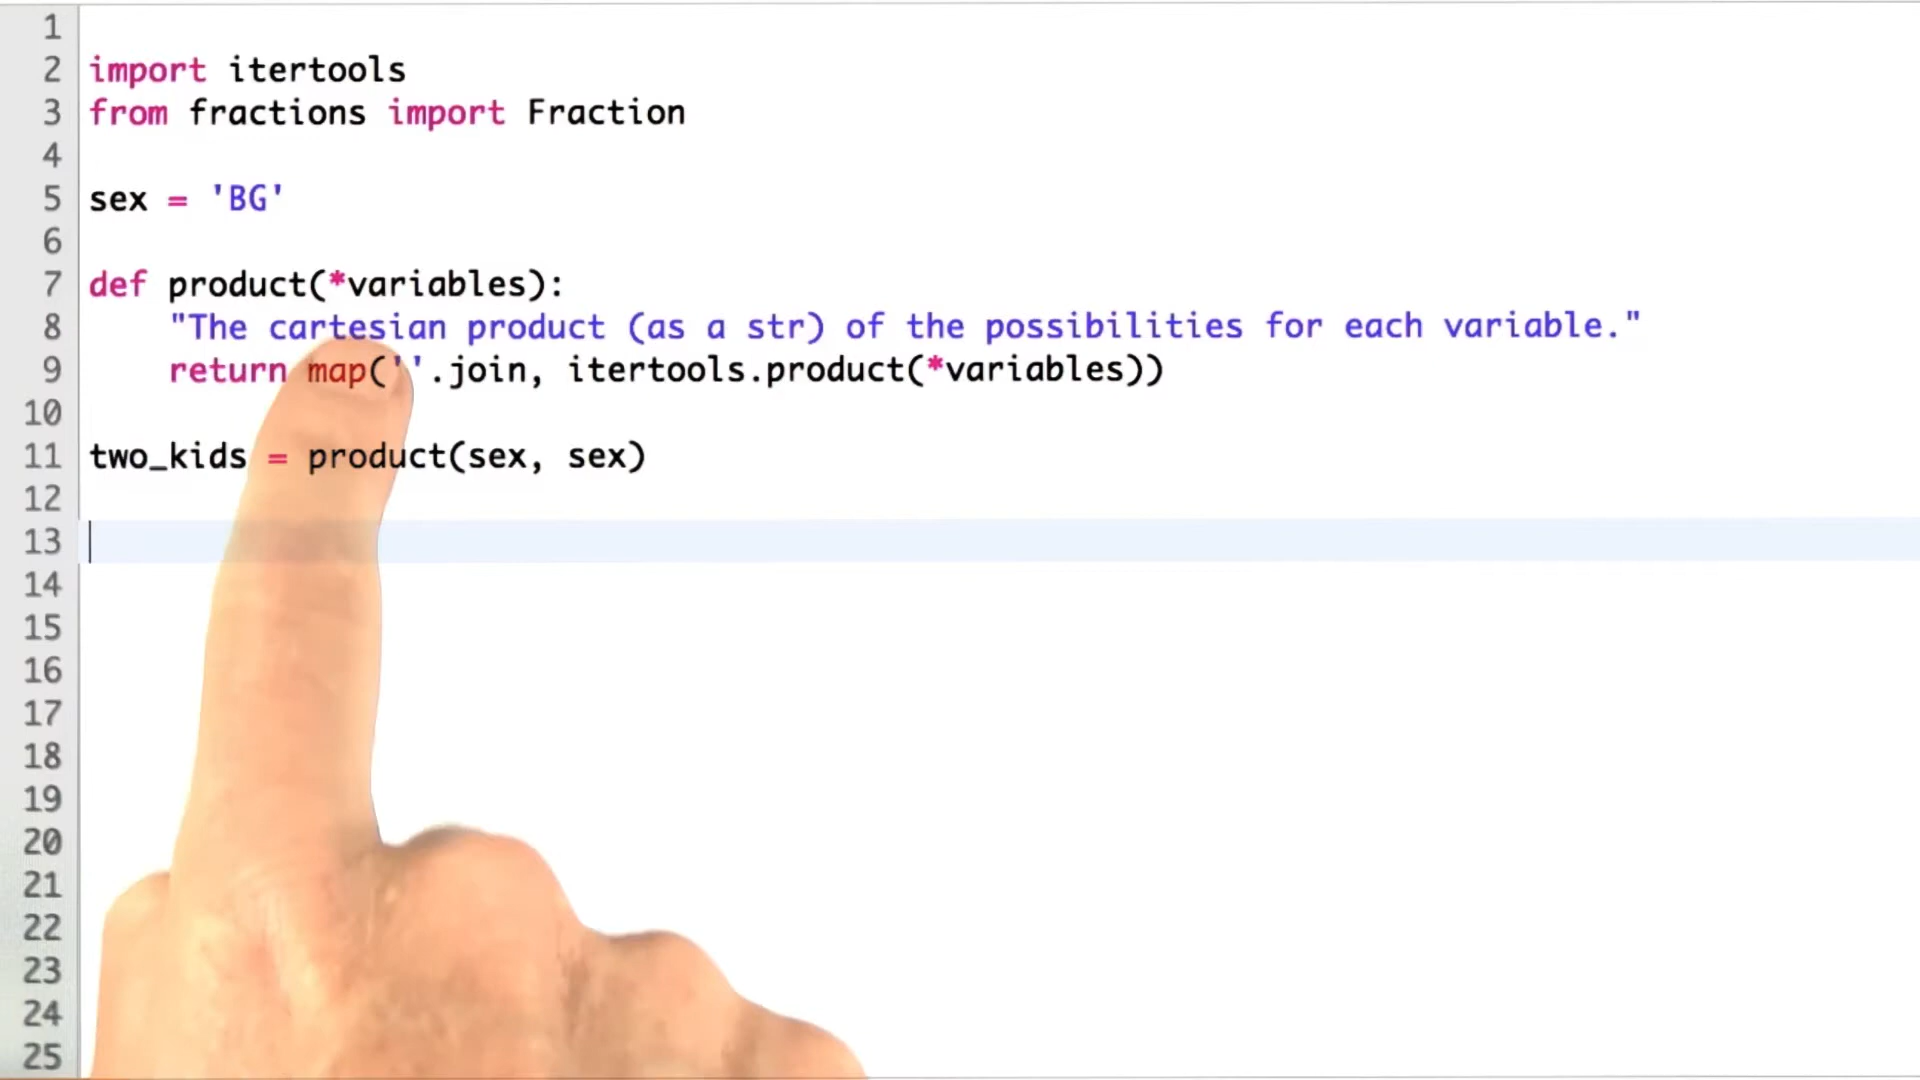 1
2 import itertools
3 from fractions import Fraction
4
5 sex = 'BG'
6
7 def product(*variables):
8 "The cartesian product (as a str) of the possibilities for each variable."
9 return map(''.join, itertools.product(*variables))
10
11 two_kids = product(sex, sex)
12
13
14
15
16
17
18
19
20
21
22
23
24
25